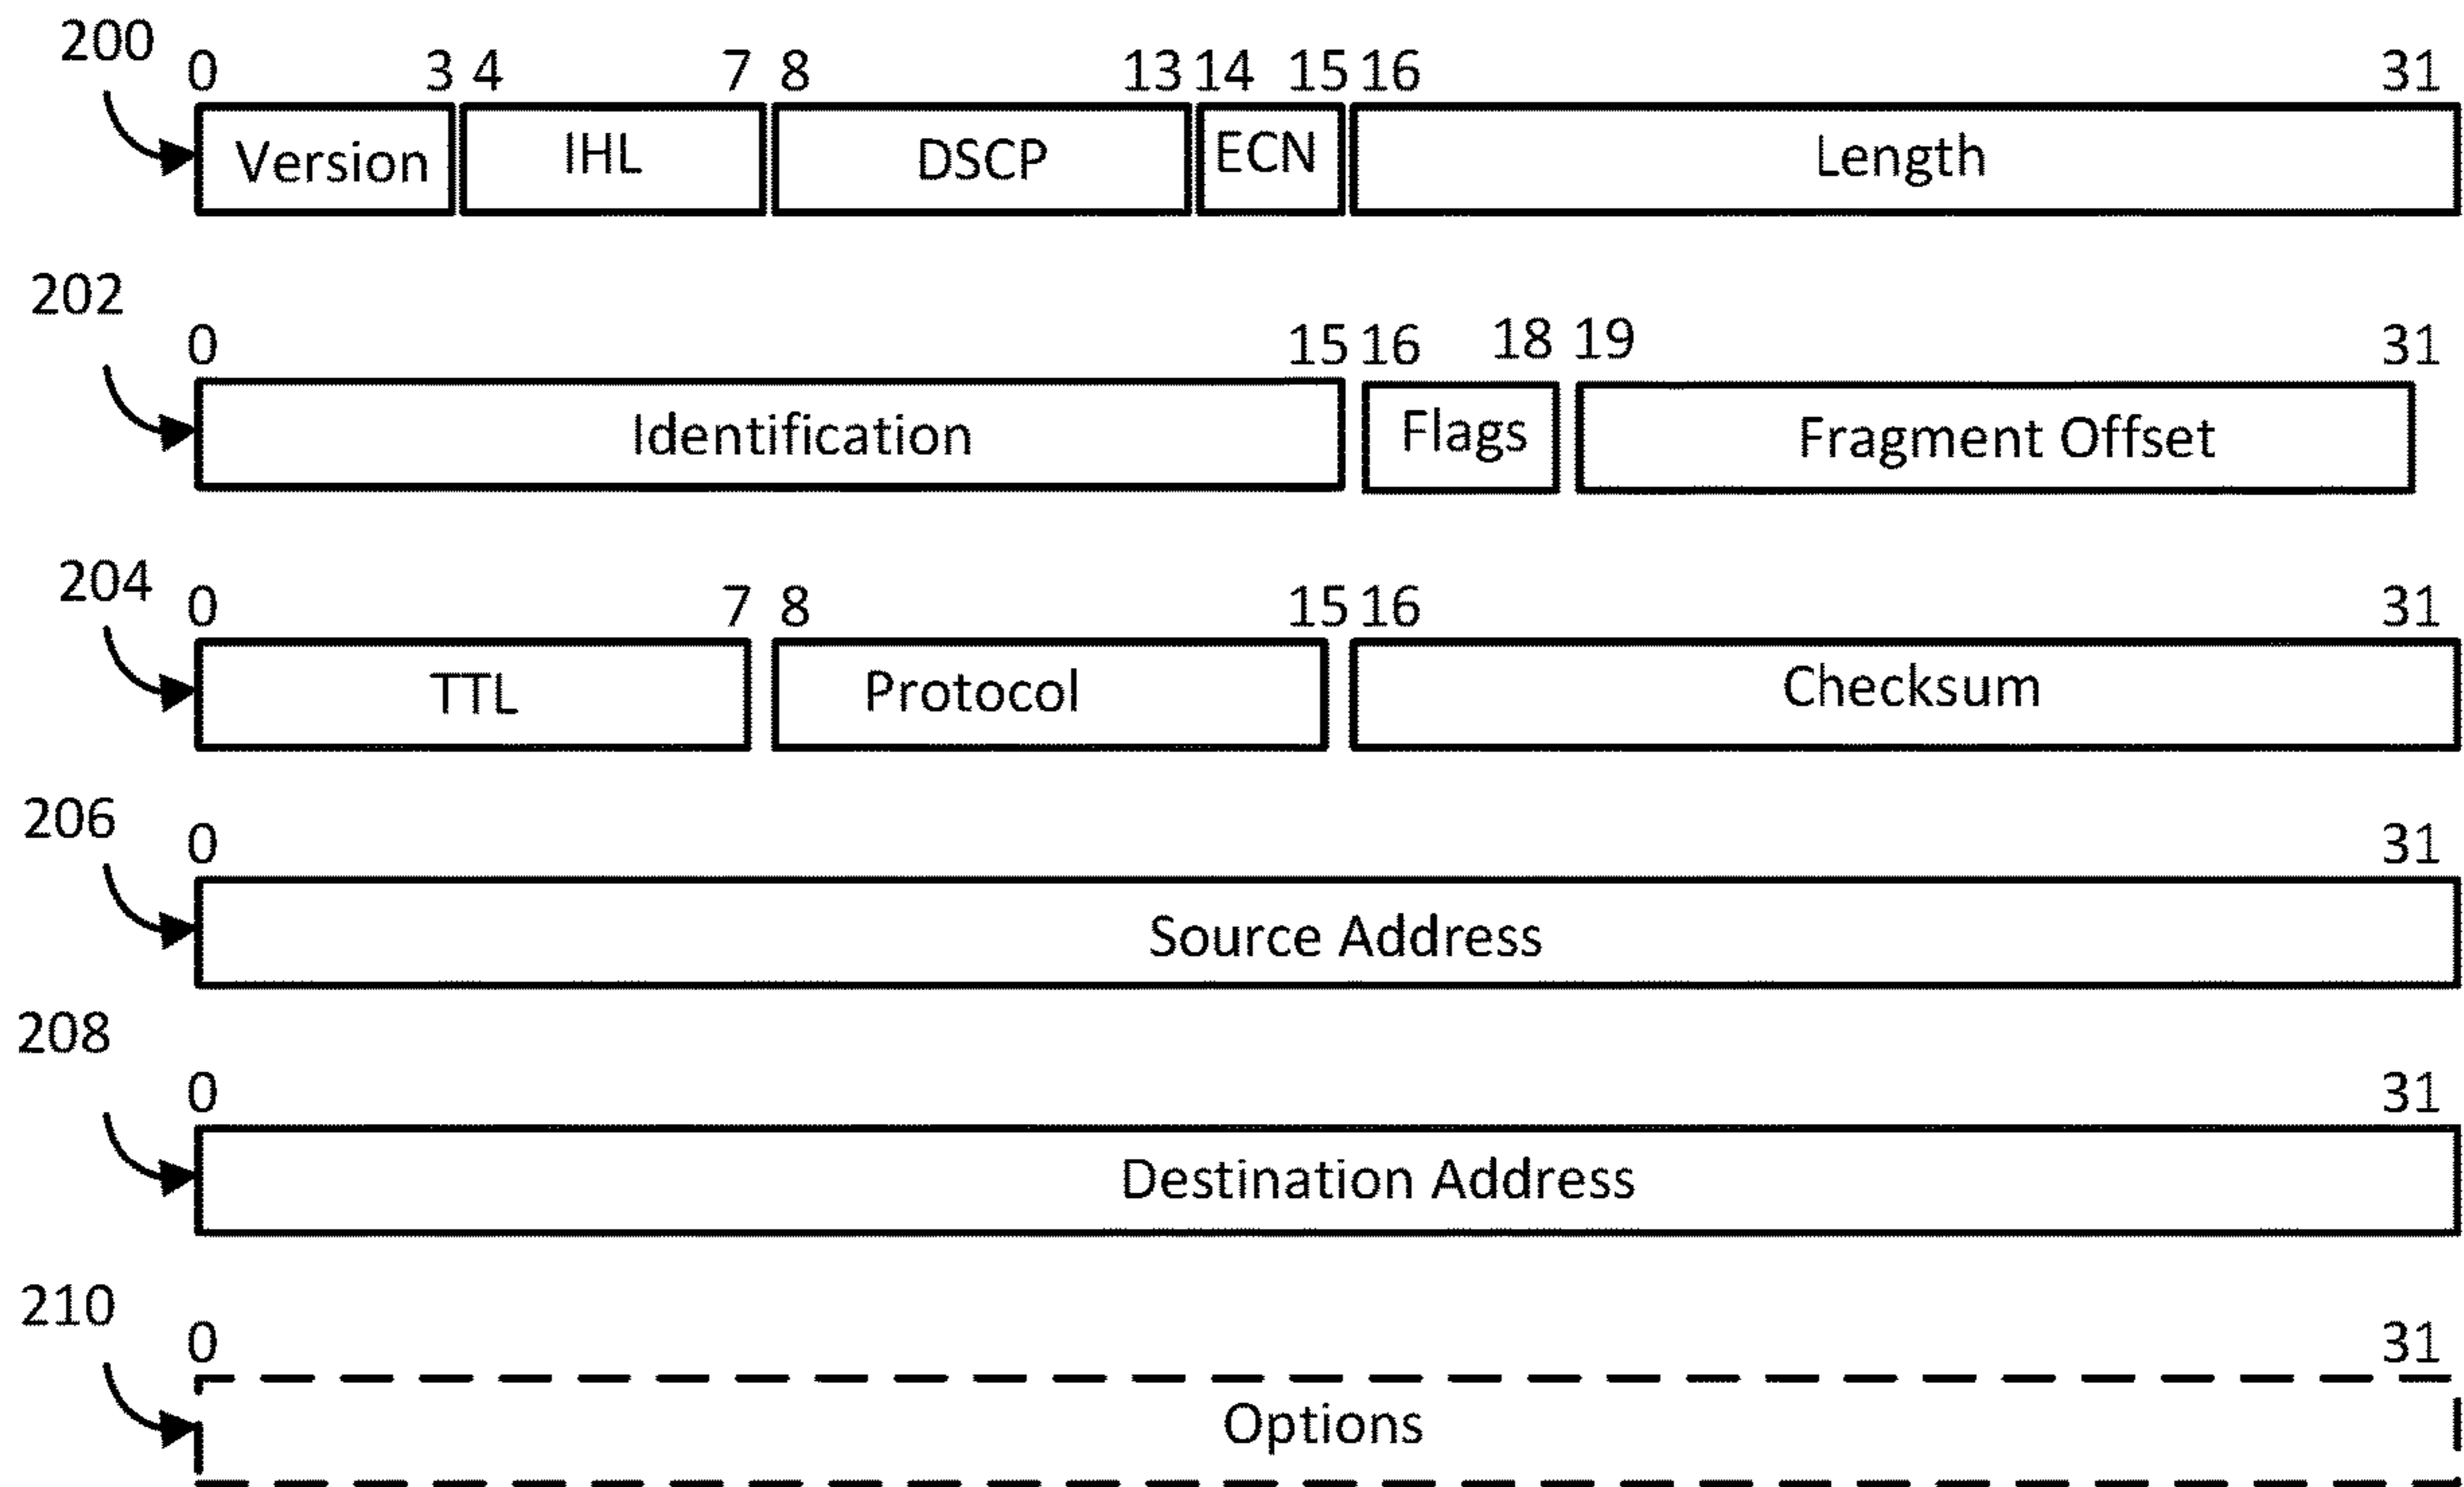 200
0 3 4 7 8 13 14 15 16 31
Version IHL DSCP ECN Length
202
0 15 16 18 19 31
Identification Flags Fragment Offset
204
0 7 8 15 16 31
TTL Protocol Checksum
206
0 31
Source Address
208
0 31
Destination Address
210
0 31
Options